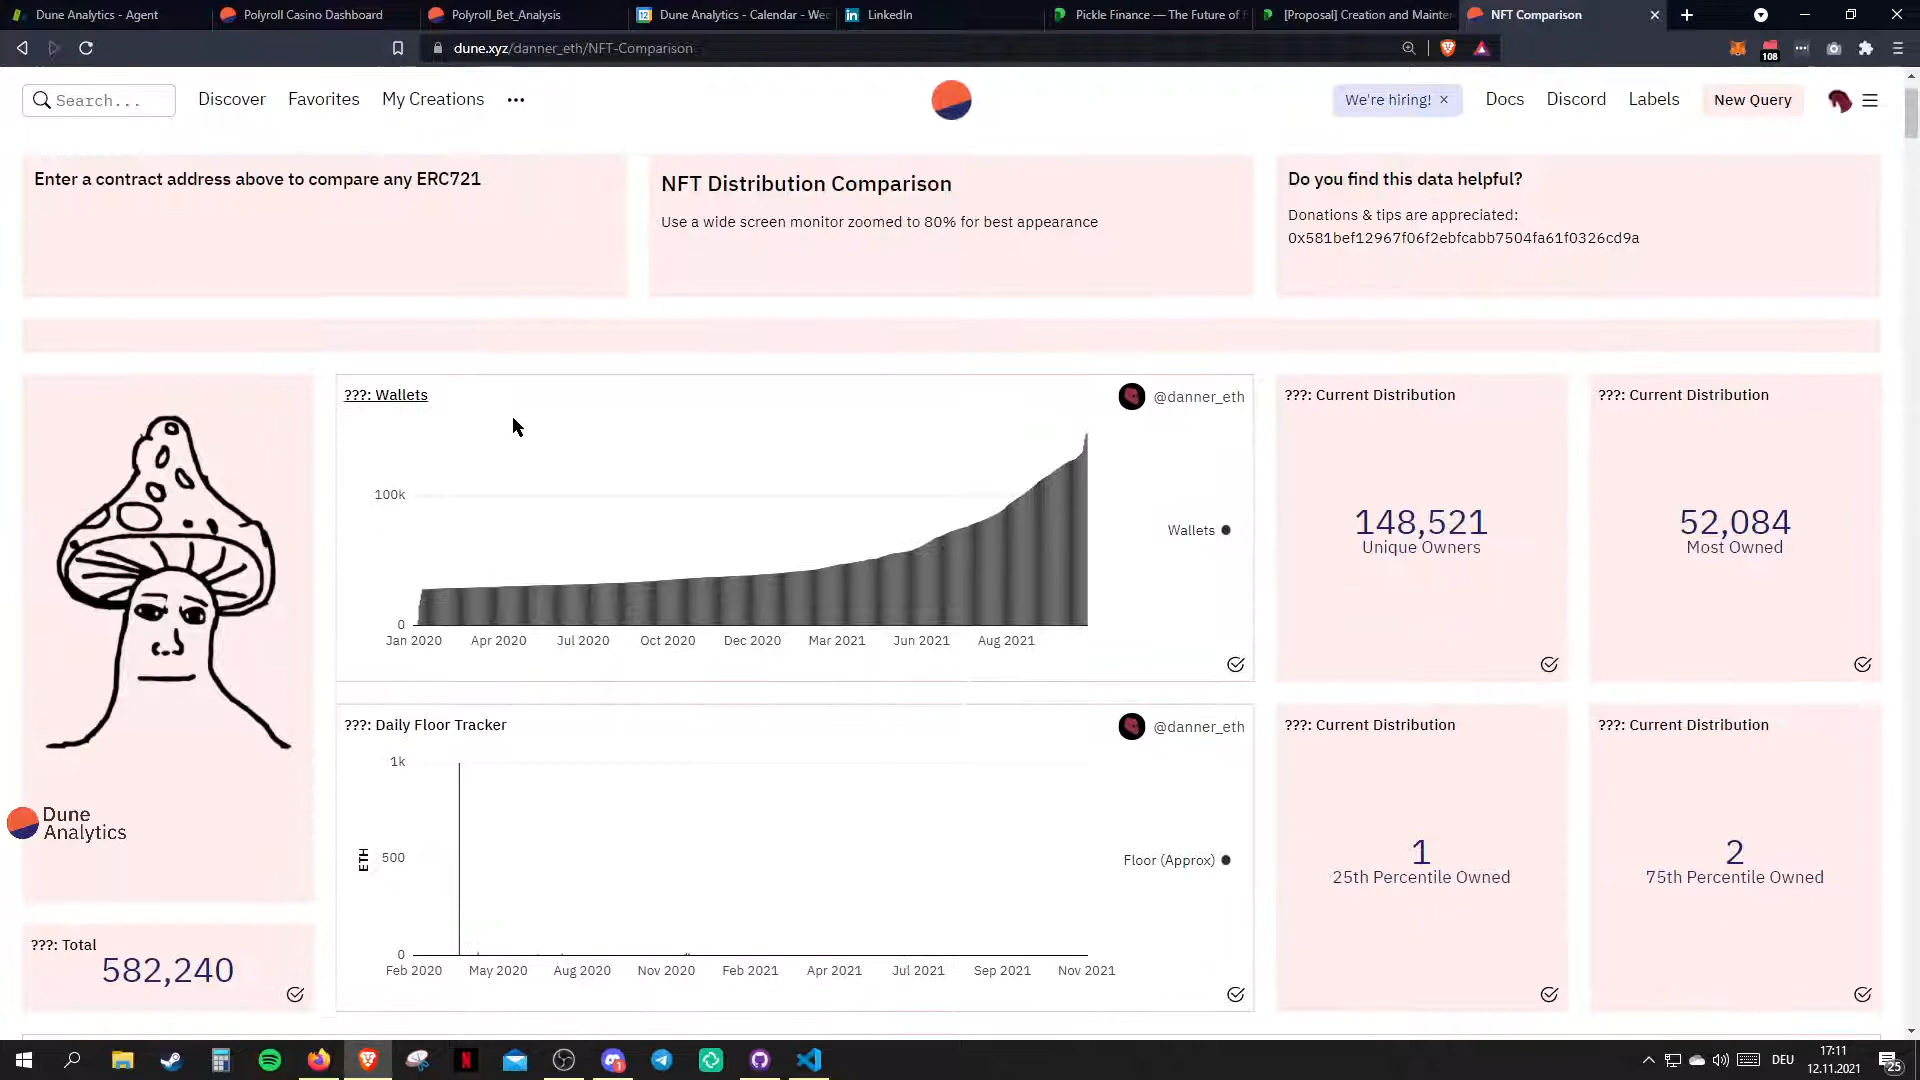 Dune Analytics - Agent
Polyroll Casino Dashboard
Polyroll_Bet_Analysis
12
Dune Analytics - Calendar - Wee
LinkedIn
Pickle Finance — The Future of F
[Proposal] Creation and Mainten
NFT Comparison
dune.xyz/danner_eth/NFT-Comparison
108
Search...
Discover
Favorites
My Creations
We're hiring! ×
Docs
Discord
Labels
New Query
Enter a contract address above to compare any ERC721
NFT Distribution Comparison
Use a wide screen monitor zoomed to 80% for best appearance
Do you find this data helpful?
Donations & tips are appreciated:
0x581bef12967f06f2ebfcabb7504fa61f0326cd9a
???: Wallets
@danner_eth
100k
0
Wallets
Jan 2020
Apr 2020
Jul 2020
Oct 2020
Dec 2020
Mar 2021
Jun 2021
Aug 2021
???: Current Distribution
148,521
Unique Owners
???: Current Distribution
52,084
Most Owned
???: Daily Floor Tracker
@danner_eth
1k
500
0
ETH
Floor (Approx)
Feb 2020
May 2020
Aug 2020
Nov 2020
Feb 2021
Apr 2021
Jul 2021
Sep 2021
Nov 2021
???: Current Distribution
1
25th Percentile Owned
???: Current Distribution
2
75th Percentile Owned
Dune
Analytics
???: Total
582,240
DEU
17:11
12.11.2021
25